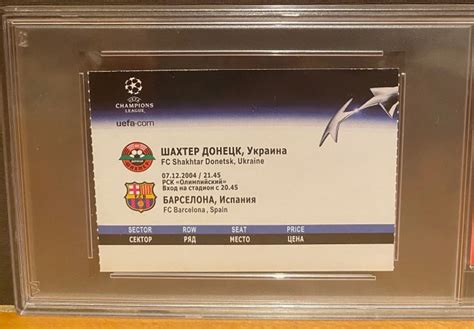 UEFA
CHAMPIONS
LEAGUE
uefa.com
ШАХТЕР ДОНЕЦК, Украина
FC Shakhtar Donetsk, Ukraine
07.12.2004 / 21.45
РСК «Олимпийский»
Вход на стадион с 20.45
БАРСЕЛОНА, Испания
FC Barcelona, Spain
SECTOR ROW SEAT PRICE
СЕКТОР РЯД МЕСТО ЦЕНА